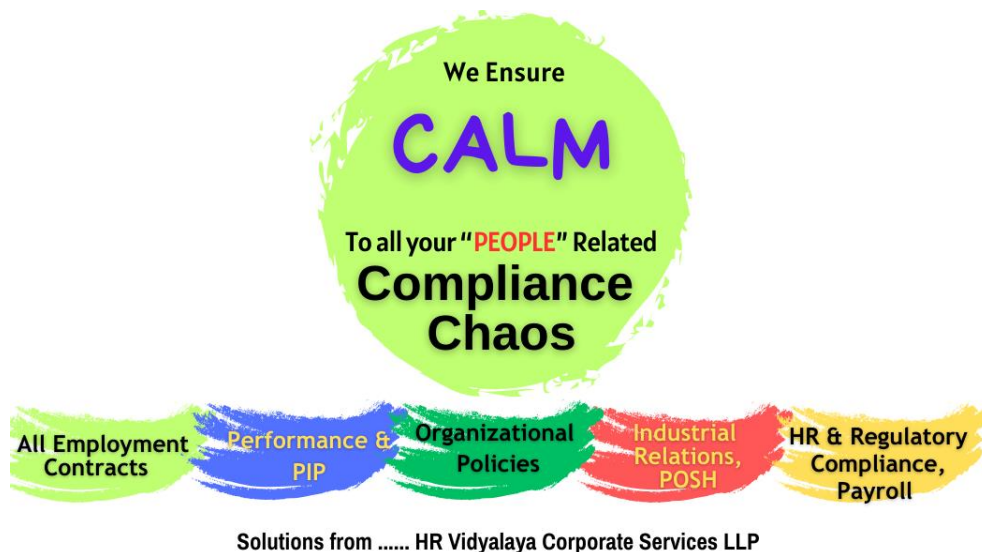 We Ensure
CALM
To all your "PEOPLE" Related
Compliance
Chaos
All Employment
Contracts
Performance &
PIP
Organizational
Policies
Industrial
Relations,
POSH
HR & Regulatory
Compliance,
Payroll
Solutions from ...... HR Vidyalaya Corporate Services LLP